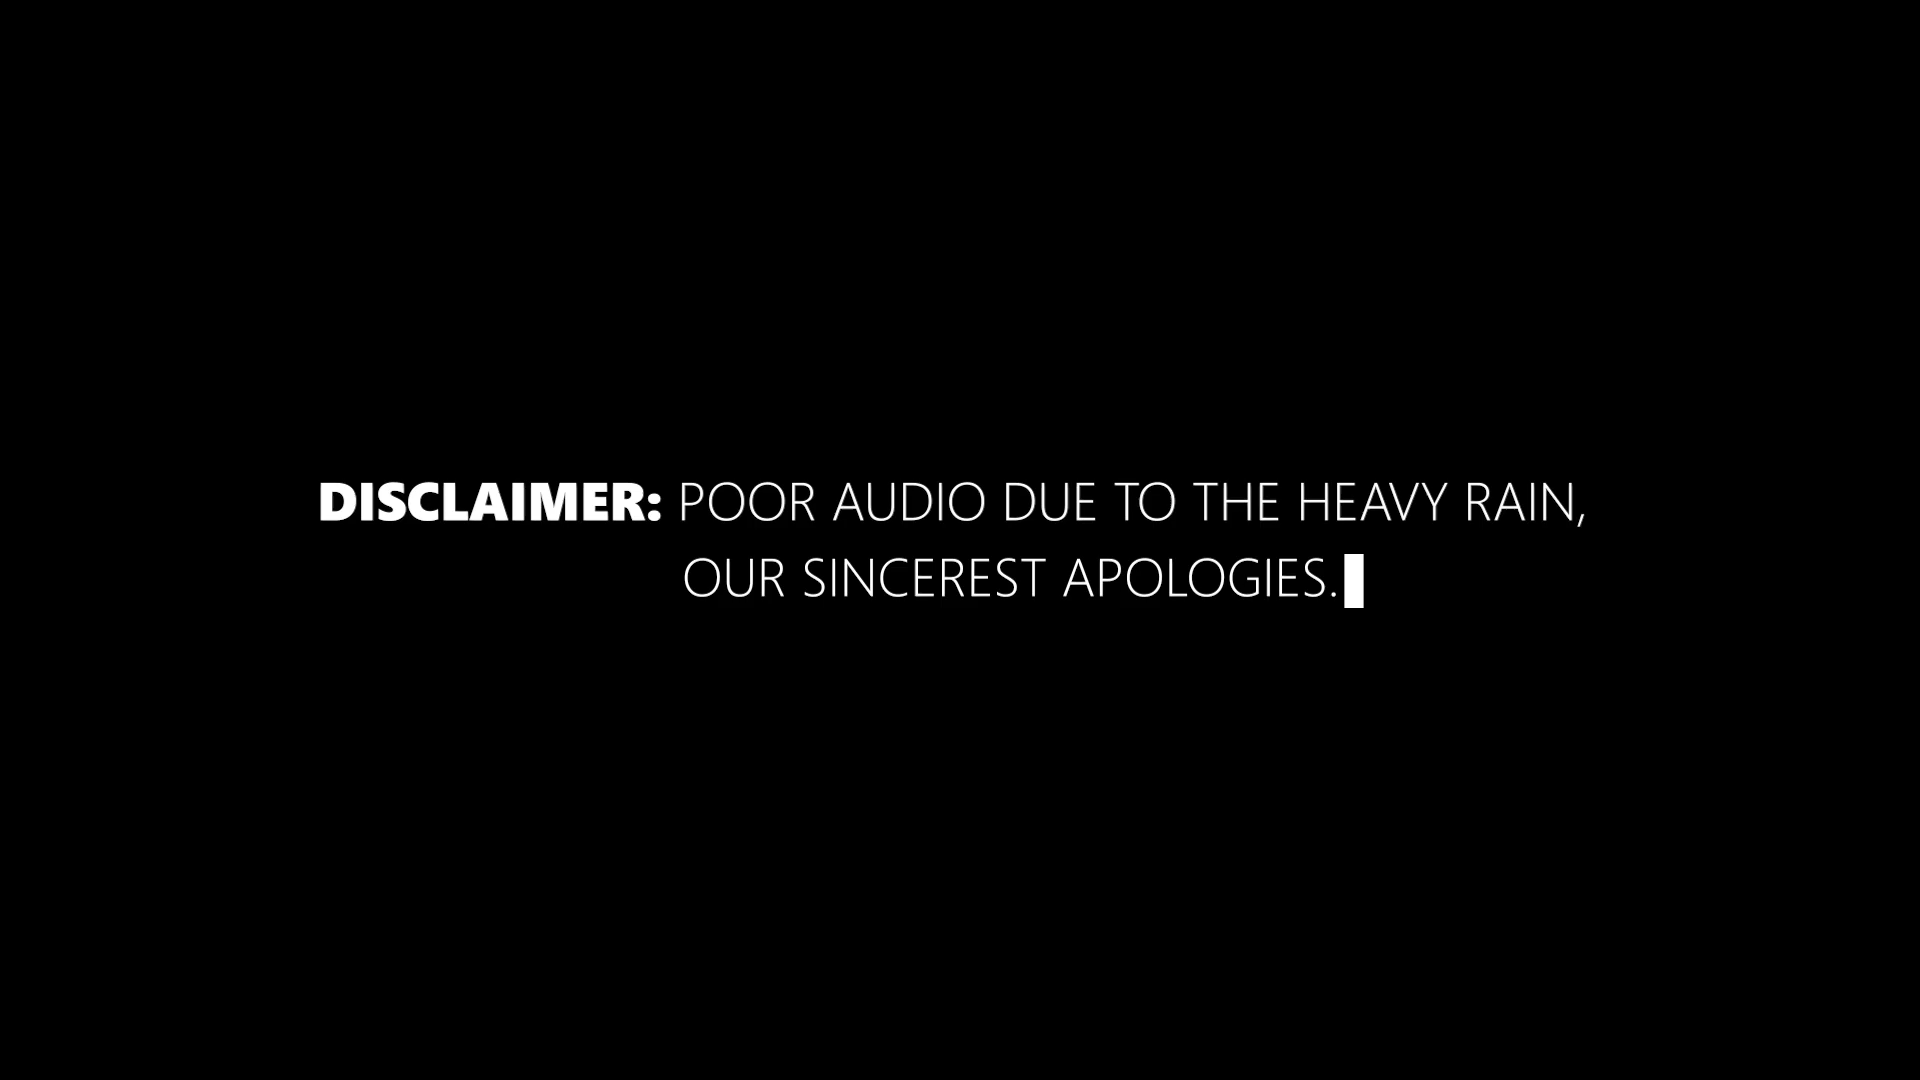 DISCLAIMER: POOR AUDIO DUE TO THE HEAVY RAIN,
OUR SINCEREST APOLOGIES.